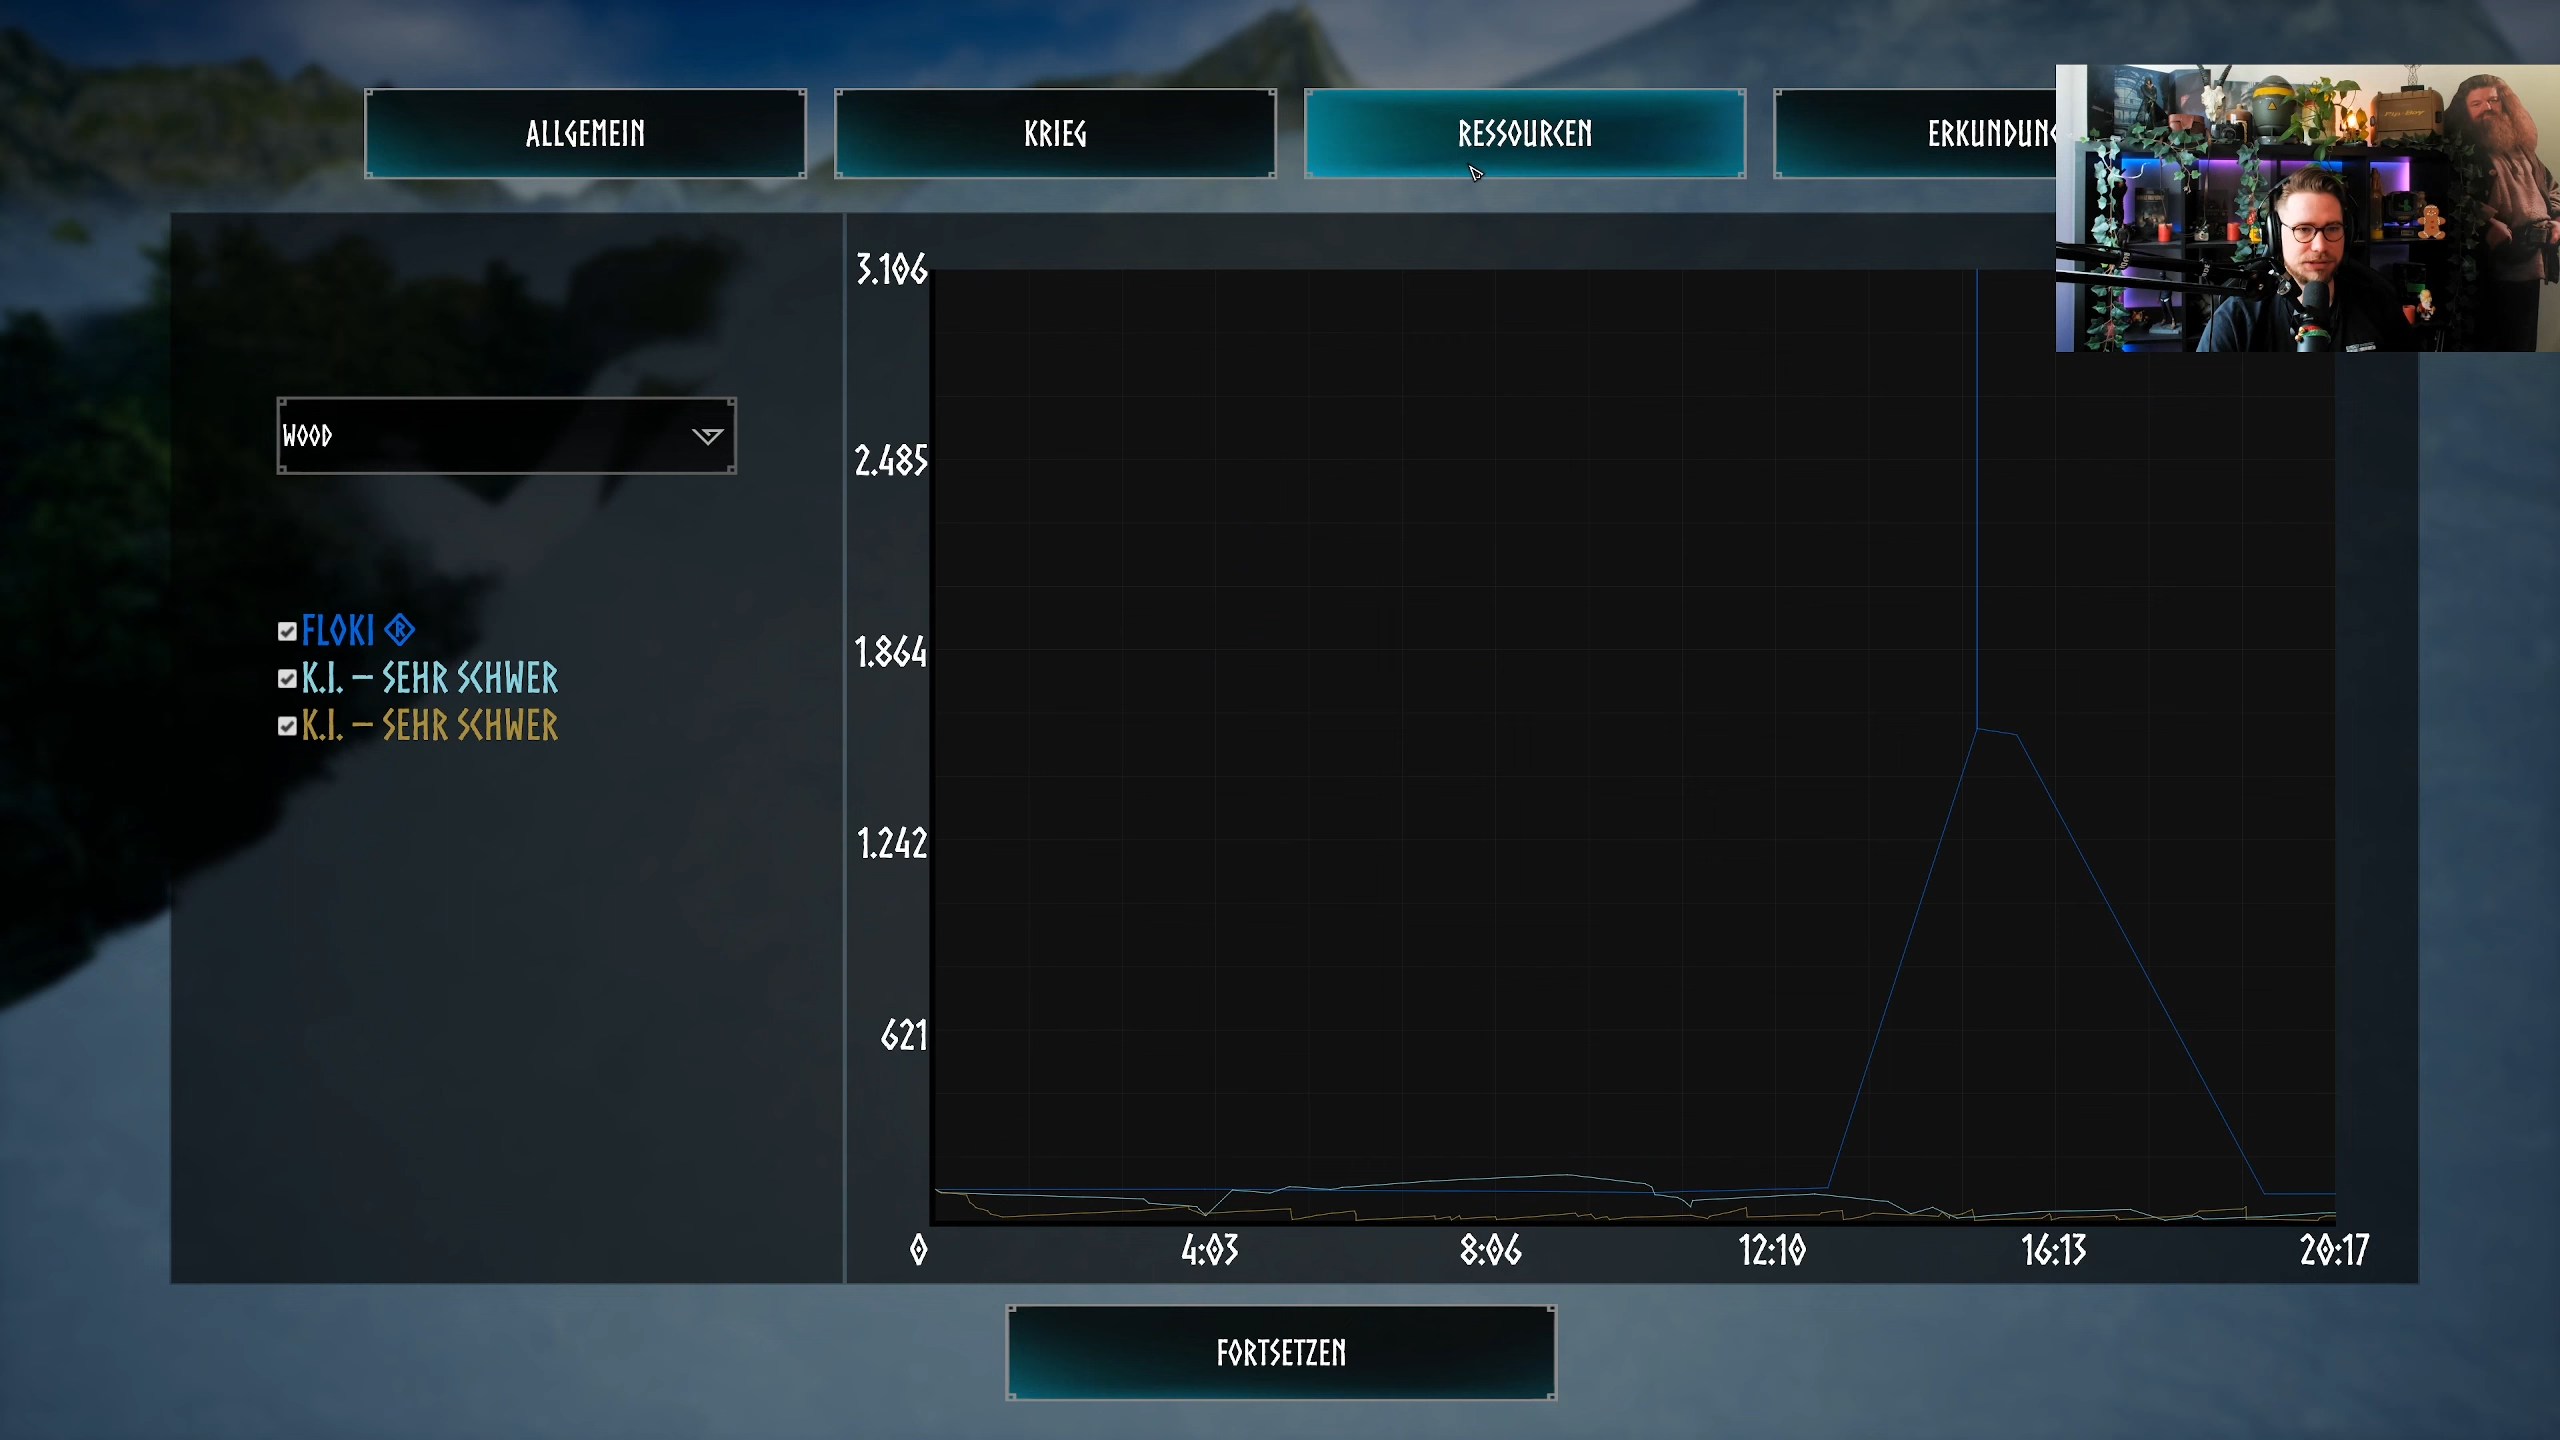 ALLGEMEIN
KRIEG
RESSOURCEN
ERKUNDUNG
WOOD
FLOKI ®
K.I. – SEHR SCHWER
K.I. – SEHR SCHWER
3.106
2.485
1.864
1.242
621
0
4:03
8:06
12:10
16:13
20:17
FORTSETZEN